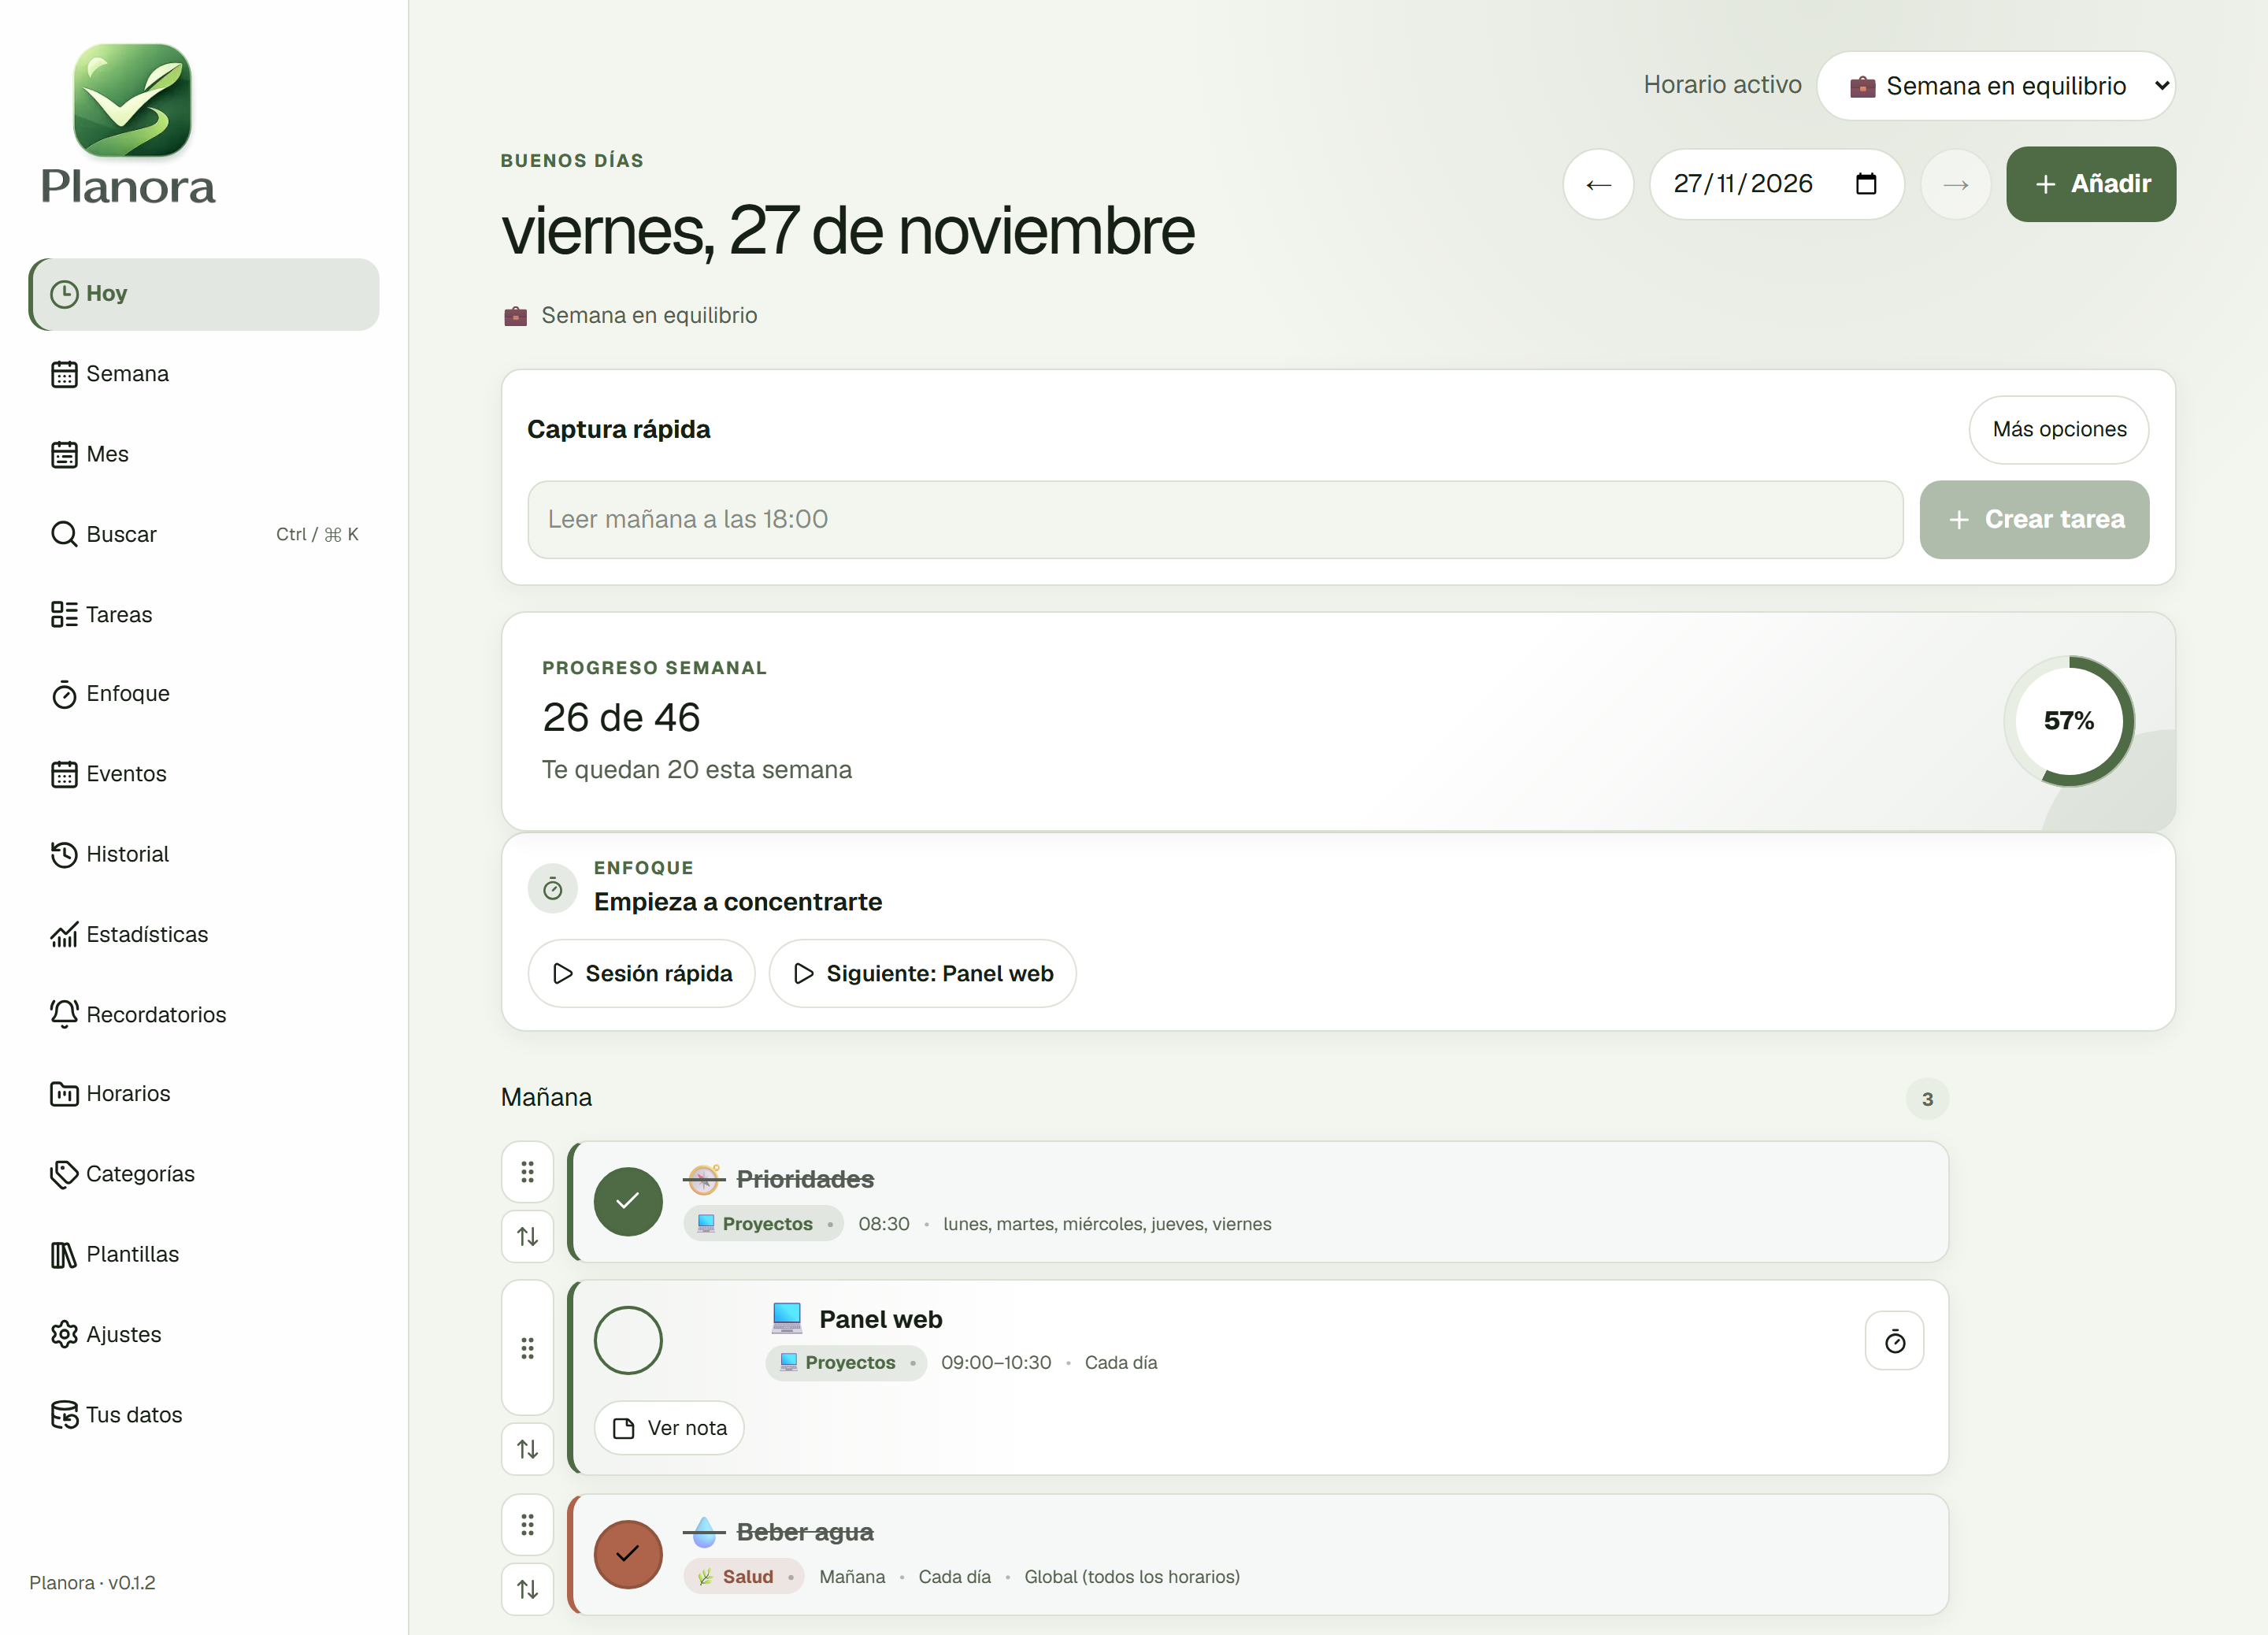 Planora
Hoy
Semana
Mes
Buscar Ctrl / ⌘ K
Tareas
Enfoque
Eventos
Historial
Estadísticas
Recordatorios
Horarios
Categorías
Plantillas
Ajustes
Tus datos
Planora · v0.1.2
Horario activo Semana en equilibrio
BUENOS DÍAS
27/11/2026 + Añadir
viernes, 27 de noviembre
Semana en equilibrio
Captura rápida Más opciones
Leer mañana a las 18:00 + Crear tarea
PROGRESO SEMANAL
26 de 46
Te quedan 20 esta semana
57%
ENFOQUE
Empieza a concentrarte
Sesión rápida Siguiente: Panel web
Mañana 3
Prioridades
Proyectos • 08:30 • lunes, martes, miércoles, jueves, viernes
Panel web
Proyectos • 09:00–10:30 • Cada día
Ver nota
Beber agua
Salud • Mañana • Cada día • Global (todos los horarios)